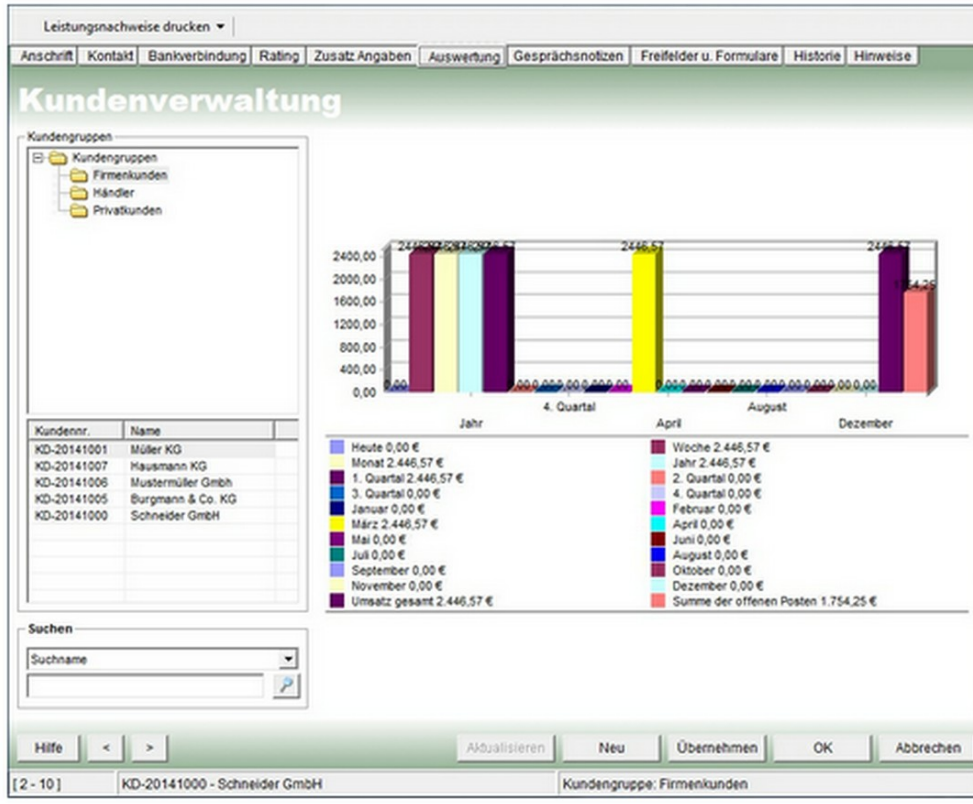 Leistungsnachweise drucken
Anschrift Kontakt Bankverbindung Rating Zusatz Angaben Auswertung Gesprächsnotizen Freifelder u. Formulare Historie Hinweise
Kundenverwaltung
Kundengruppen
Kundengruppen
Firmenkunden
Händler
Privatkunden
Kundennr. Name
KD-20141001 Müller KG
KD-20141007 Hausmann KG
KD-20141006 Mustermüller Gmbh
KD-20141005 Burgmann & Co. KG
KD-20141000 Schneider GmbH
Suchen
Suchname
2446,57 2446,57
2400,00
2000,00
1600,00
1200,00
800,00
400,00
0,00
4. Quartal August
Jahr April Dezember
Heute 0,00 € Woche 2.446,57 €
Monat 2.446,57 € Jahr 2.446,57 €
1. Quartal 2.446,57 € 2. Quartal 0,00 €
3. Quartal 0,00 € 4. Quartal 0,00 €
Januar 0,00 € Februar 0,00 €
März 2.446,57 € April 0,00 €
Mai 0,00 € Juni 0,00 €
Juli 0,00 € August 0,00 €
September 0,00 € Oktober 0,00 €
November 0,00 € Dezember 0,00 €
Umsatz gesamt 2.446,57 € Summe der offenen Posten 1.754,25 €
Hilfe < > Aktualisieren Neu Übernehmen OK Abbrechen
[ 2 - 10 ] KD-20141000 - Schneider GmbH Kundengruppe: Firmenkunden